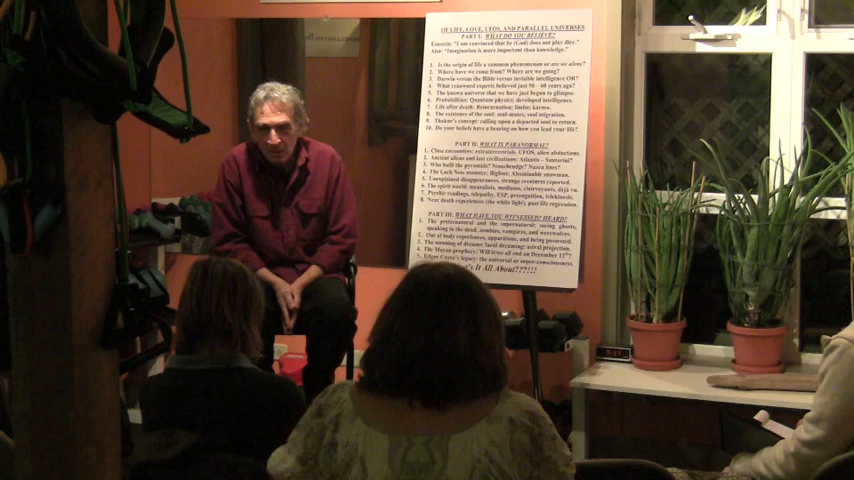 OF LIFE, LOVE, UFOS, AND PARALLEL UNIVERSES
PART I: WHAT DO YOU BELIEVE?
Einstein: "I am convinced that he (God) does not play dice."
Also: "Imagination is more important than knowledge."
1. Is the origin of life a common phenomenon or are we alone?
2. Where have we come from? Where are we going?
3. Darwin versus the Bible versus invisible intelligence OR?
4. What renowned experts believed just 50 – 60 years ago?
5. The known universe that we have just begun to glimpse.
6. Probabilities: Quantum physics; developed intelligence.
7. Life after death: Reincarnation; limbo; karma.
8. The existence of the soul: soul-mates; soul migration.
9. concept: calling upon a departed soul to return.
10. Do your beliefs have a bearing on how you lead your life?
PART II: WHAT IS PARANORMAL?
1. Close encounters: extraterrestrials, UFOS, alien abductions.
2. Ancient aliens and lost civilizations: Atlantis – Santorini?
3. Who built the pyramids? Stonehenge? Nazca lines?
4. The Loch Ness monster; Bigfoot; Abominable snowman.
5. Unexplained disappearances, strange creatures reported.
6. The spirit world: mentalists, mediums, clairvoyants, déjà vu.
7. Psychic readings, telepathy, ESP, precognition, telekinesis.
8. Near death experiences (the white light), past life regression.
PART III: WHAT HAVE YOU WITNESSED? HEARD?
1. The preternatural and the supernatural: seeing ghosts,
speaking to the dead, zombies, vampires, and werewolves.
2. Out of body experiences, apparitions, and being possessed.
3. The meaning of dreams: lucid dreaming; astral projection.
4. The Mayan prophecy: Will it/we all end on December 12th?
5. Edgar Cayce's legacy: the universal or super-consciousness.
's It All About???!!!